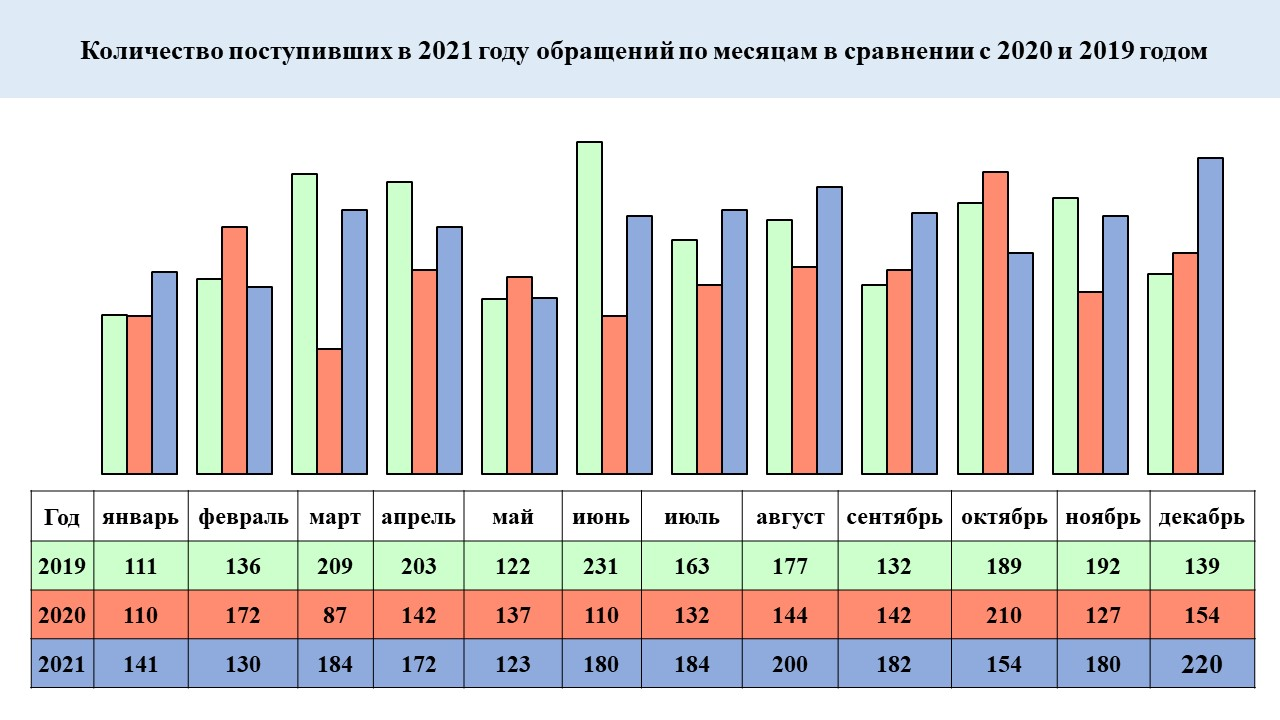 Количество поступивших в 2021 году обращений по месяцам в сравнении с 2020 и 2019 годом
Год январь февраль март апрель май июнь июль август сентябрь октябрь ноябрь декабрь
2019 111 136 209 203 122 231 163 177 132 189 192 139
2020 110 172 87 142 137 110 132 144 142 210 127 154
2021 141 130 184 172 123 180 184 200 182 154 180 220